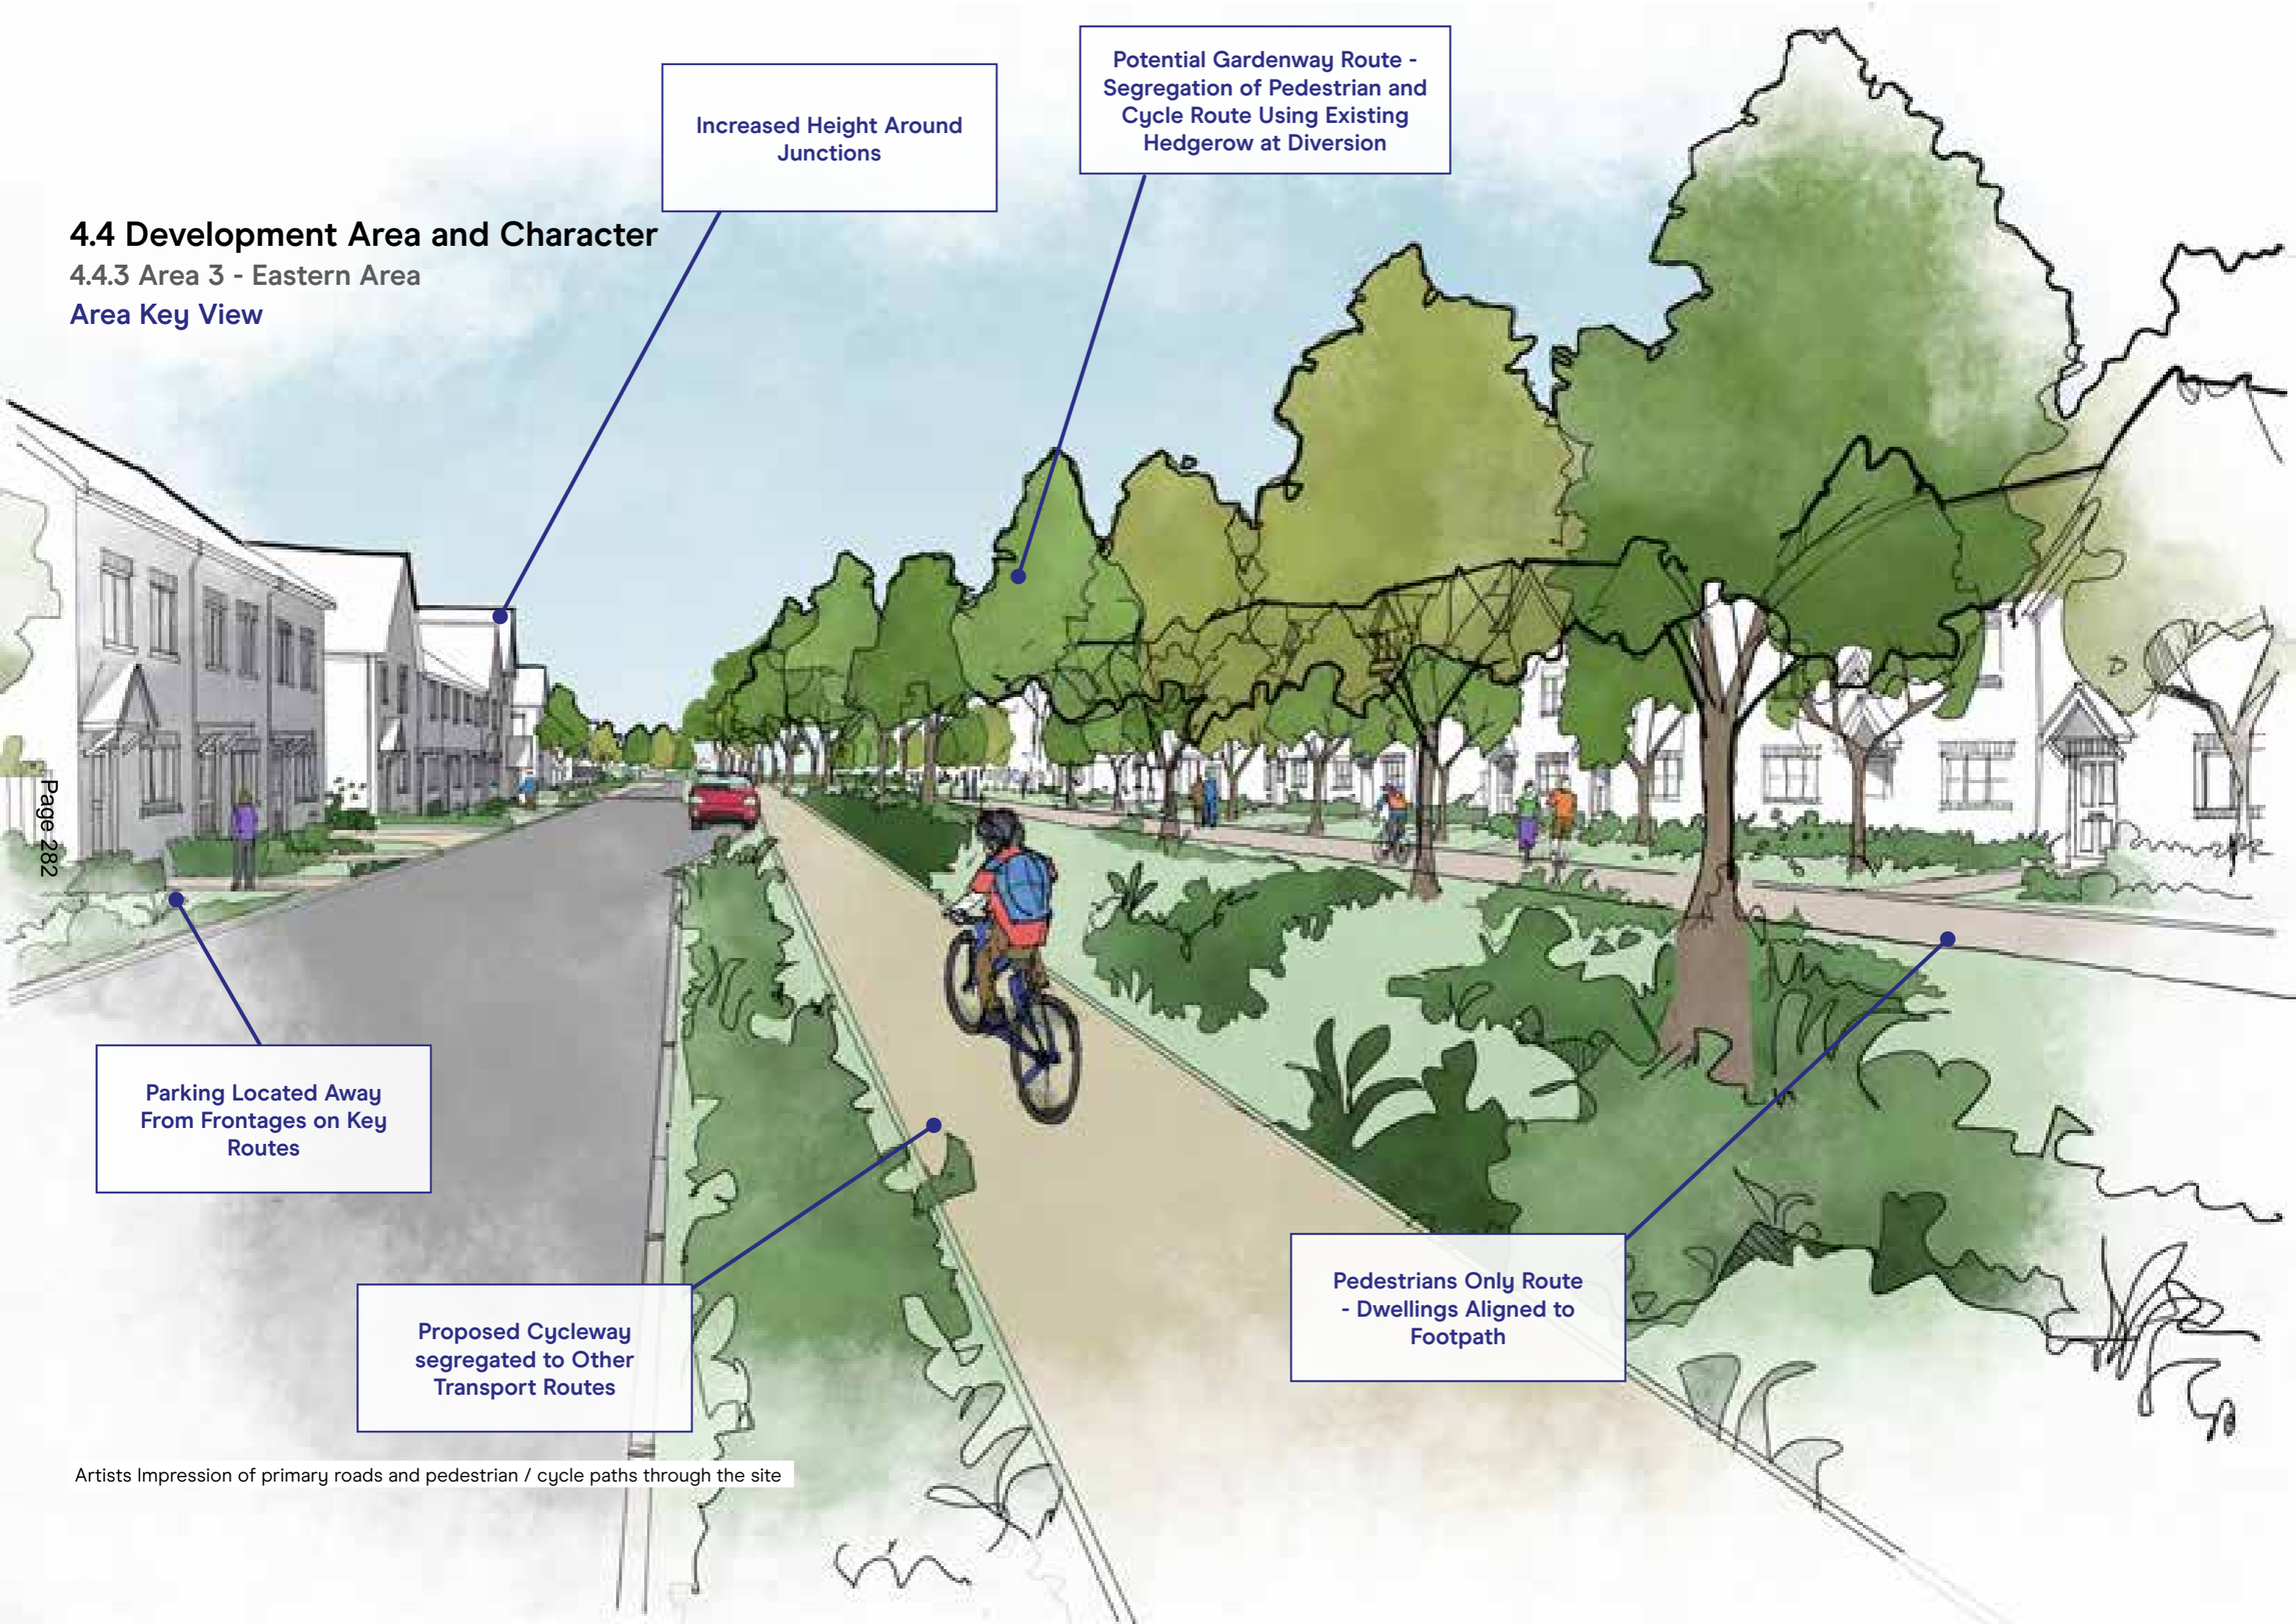 Potential Gardenway Route -
Segregation of Pedestrian and
Cycle Route Using Existing
Hedgerow at Diversion
Increased Height Around
Junctions
4.4 Development Area and Character
4.4.3 Area 3 - Eastern Area
Area Key View
Page 282
Parking Located Away
From Frontages on Key
Routes
Proposed Cycleway
segregated to Other
Transport Routes
Pedestrians Only Route
- Dwellings Aligned to
Footpath
Artists Impression of primary roads and pedestrian / cycle paths through the site